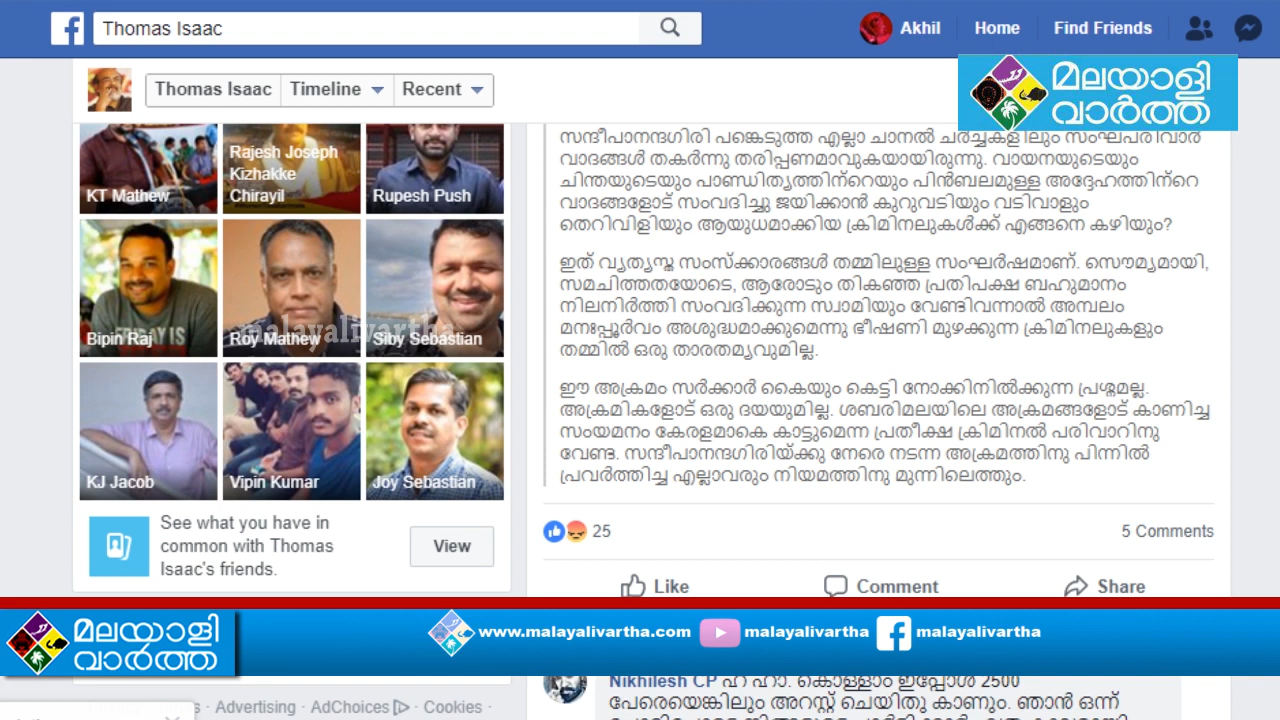 Thomas Isaac
Akhil Home Find Friends
Thomas Isaac Timeline Recent
മലയാളി
വാർത്ത
KT Mathew
Rajesh Joseph
Kizhakke
Chirayil
Rupesh Push
Bipin Raj
Roy Mathew
Siby Sebastian
malayalivartha
KJ Jacob
Vipin Kumar
Joy Sebastian
See what you have in
common with Thomas
Isaac's friends.
View
സന്ദീപാനന്ദഗിരി പങ്കെടുത്ത എല്ലാ ചാനൽ ചർച്ചകളിലും സംഘപരിവാർ
വാദങ്ങൾ തകർന്നു തരിപ്പണമാവുകയായിരുന്നു. വായനയുടെയും
ചിന്തയുടെയും പാണ്ഡിത്യത്തിന്റെയും പിൻബലമുള്ള അദ്ദേഹത്തിന്റെ
വാദങ്ങളോട് സംവദിച്ചു ജയിക്കാൻ കുറുവടിയും വടിവാളും
തെറിവിളിയും ആയുധമാക്കിയ ക്രിമിനലുകൾക്ക് എങ്ങനെ കഴിയും?
ഇത് വ്യത്യസ്ത സംസ്ക്കാരങ്ങൾ തമ്മിലുള്ള സംഘർഷമാണ്. സൌമ്യമായി,
സമചിത്തതയോടെ, ആരോടും തികഞ്ഞ പ്രതിപക്ഷ ബഹുമാനം
നിലനിർത്തി സംവദിക്കുന്ന സ്വാമിയും വേണ്ടിവന്നാൽ അമ്പലം
മനഃപ്പൂർവം അശുദ്ധമാക്കുമെന്നു ഭീഷണി മുഴക്കുന്ന ക്രിമിനലുകളും
തമ്മിൽ ഒരു താരതമ്യവുമില്ല.
ഈ അക്രമം സർക്കാർ കൈയും കെട്ടി നോക്കിനിൽക്കുന്ന പ്രശ്നമല്ല.
അക്രമികളോട് ഒരു ദയയുമില്ല. ശബരിമലയിലെ അക്രമങ്ങളോട് കാണിച്ച
സംയമനം കേരളമാകെ കാട്ടുമെന്ന പ്രതീക്ഷ ക്രിമിനൽ പരിവാറിനു
വേണ്ട. സന്ദീപാനന്ദഗിരിയ്ക്കു നേരെ നടന്ന അക്രമത്തിനു പിന്നിൽ
പ്രവർത്തിച്ച എല്ലാവരും നിയമത്തിനു മുന്നിലെത്തും.
25
5 Comments
Like Comment Share
മലയാളി
വാർത്ത
www.malayalivartha.com malayalivartha malayalivartha
Nikhilesh CP ഹ ഹാ. കൊള്ളാം ഇപ്പോൾ 2500
പേരെയെങ്കിലും അറസ്റ്റ് ചെയിതു കാണും. ഞാൻ ഒന്ന്
Advertising · AdChoices · Cookies ·